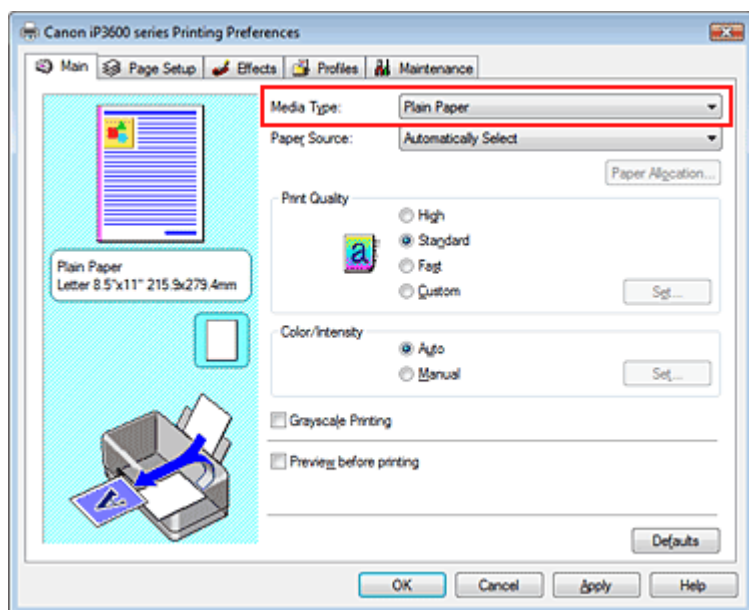 Canon iP3600 series Printing Preferences
Main Page Setup Effects Profiles Maintenance
Media Type: Plain Paper
Paper Source: Automatically Select
Paper Allocation...
Print Quality
High
Standard
Fast
Custom Set...
Plain Paper
Letter 8.5"x11" 215.9x279.4mm
Color/Intensity
Auto
Manual Set...
Grayscale Printing
Preview before printing
Defaults
OK Cancel Apply Help